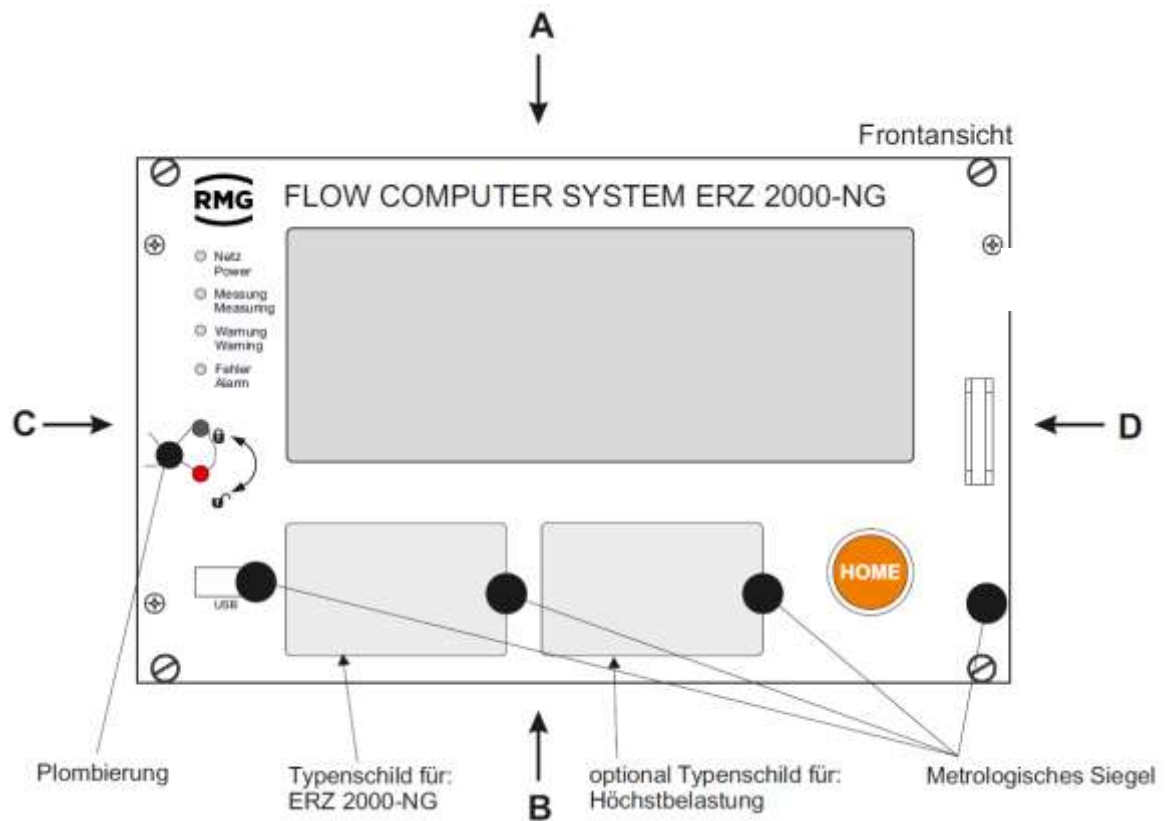 A
Frontansicht
RMG
FLOW COMPUTER SYSTEM ERZ 2000-NG
Netz
Power
Messung
Measuring
Warnung
Warning
Fehler
Alarm
C
D
HOME
USB
Plombierung
Typenschild für:
ERZ 2000-NG
B
optional Typenschild für:
Höchstbelastung
Metrologisches Siegel